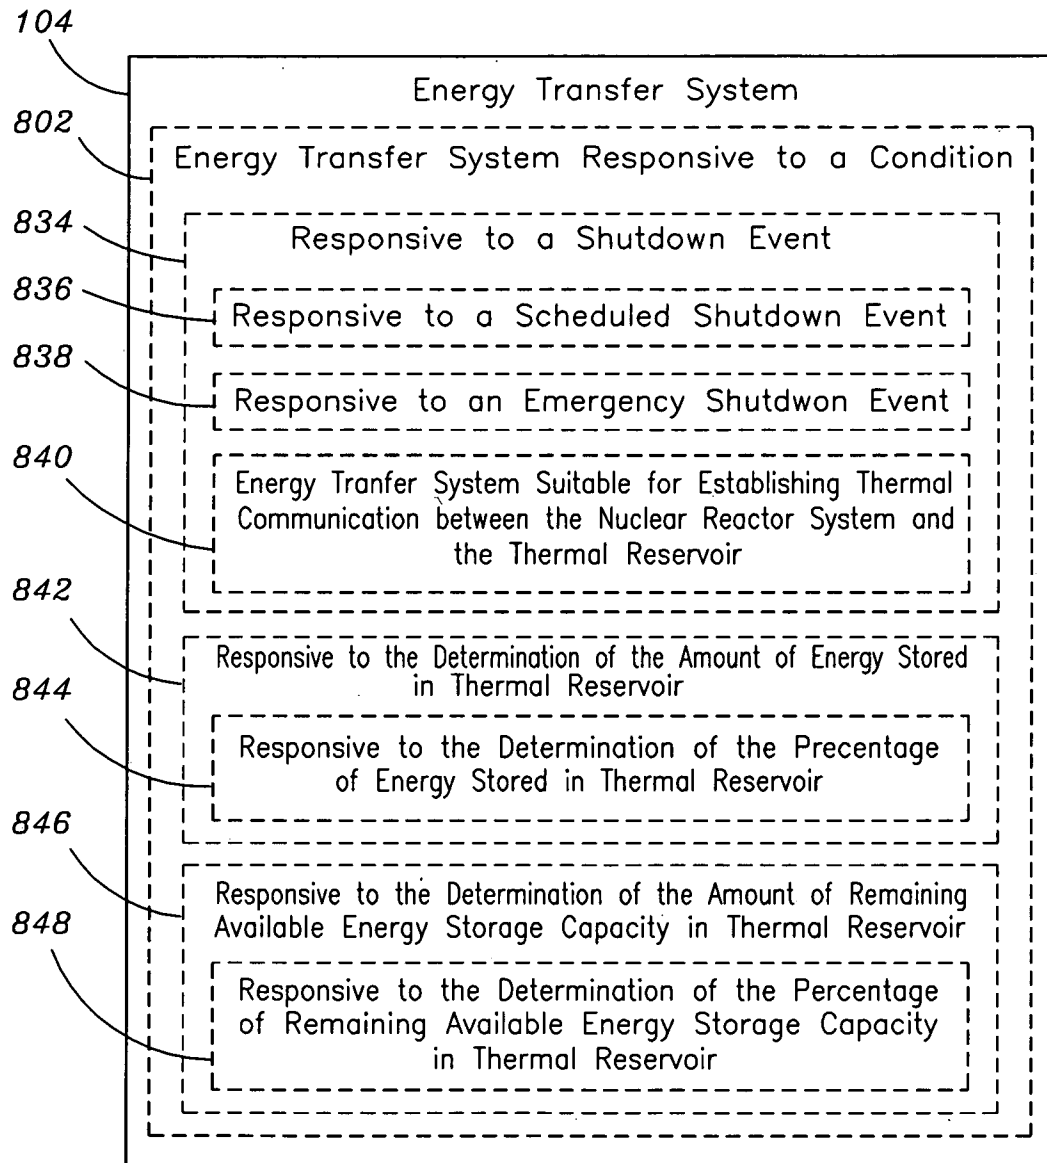 104
Energy Transfer System
802
Energy Transfer System Responsive to a Condition
834
Responsive to a Shutdown Event
836
Responsive to a Scheduled Shutdown Event
838
Responsive to an Emergency Shutdwon Event
840
Energy Tranfer System Suitable for Establishing Thermal
Communication between the Nuclear Reactor System and
the Thermal Reservoir
842
Responsive to the Determination of the Amount of Energy Stored
in Thermal Reservoir
844
Responsive to the Determination of the Precentage
of Energy Stored in Thermal Reservoir
846
Responsive to the Determination of the Amount of Remaining
Available Energy Storage Capacity in Thermal Reservoir
848
Responsive to the Determination of the Percentage
of Remaining Available Energy Storage Capacity
in Thermal Reservoir